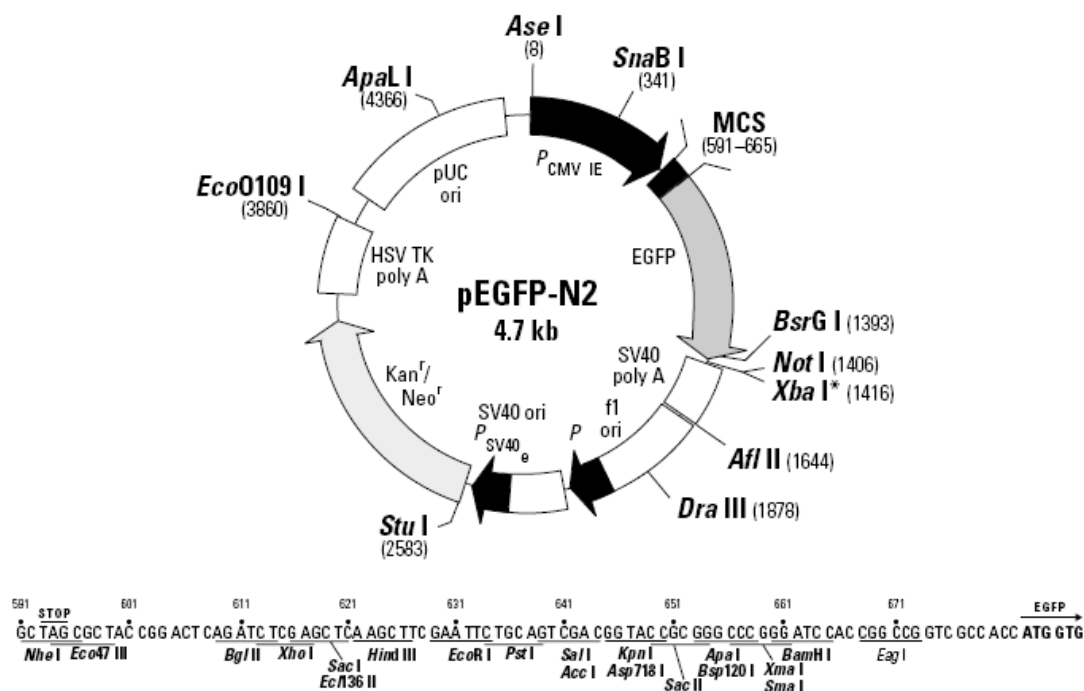 Ase I
(8)
SnaB I
(341)
ApaL I
(4366)
MCS
(591–665)
P CMV IE
pUC
ori
EcoO109 I
(3860)
HSV TK
poly A
EGFP
pEGFP-N2
4.7 kb
BsrG I (1393)
Not I (1406)
Xba I* (1416)
SV40
poly A
Kanr/
Neor
SV40 ori
P SV40e
P
f1
ori
Afl II (1644)
Dra III (1878)
Stu I
(2583)
591 601 611 621 631 641 651 661 671
STOP EGFP
GC TAG CGC TAC CGG ACT CAG ATC TCG AGC TCA AGC TTC GAA TTC TGC AGT CGA CGG TAC CGC GGG CCC GGG ATC CAC CGG CCG GTC GCC ACC ATG GTG
Nhe I Eco47 III Bgl II Xho I Hind III EcoR I Pst I Sal I Kpn I Apa I BamH I Eag I
Sac I Acc I Asp718 I Bsp120 I Xma I
Ecl136 II Sac II Sma I